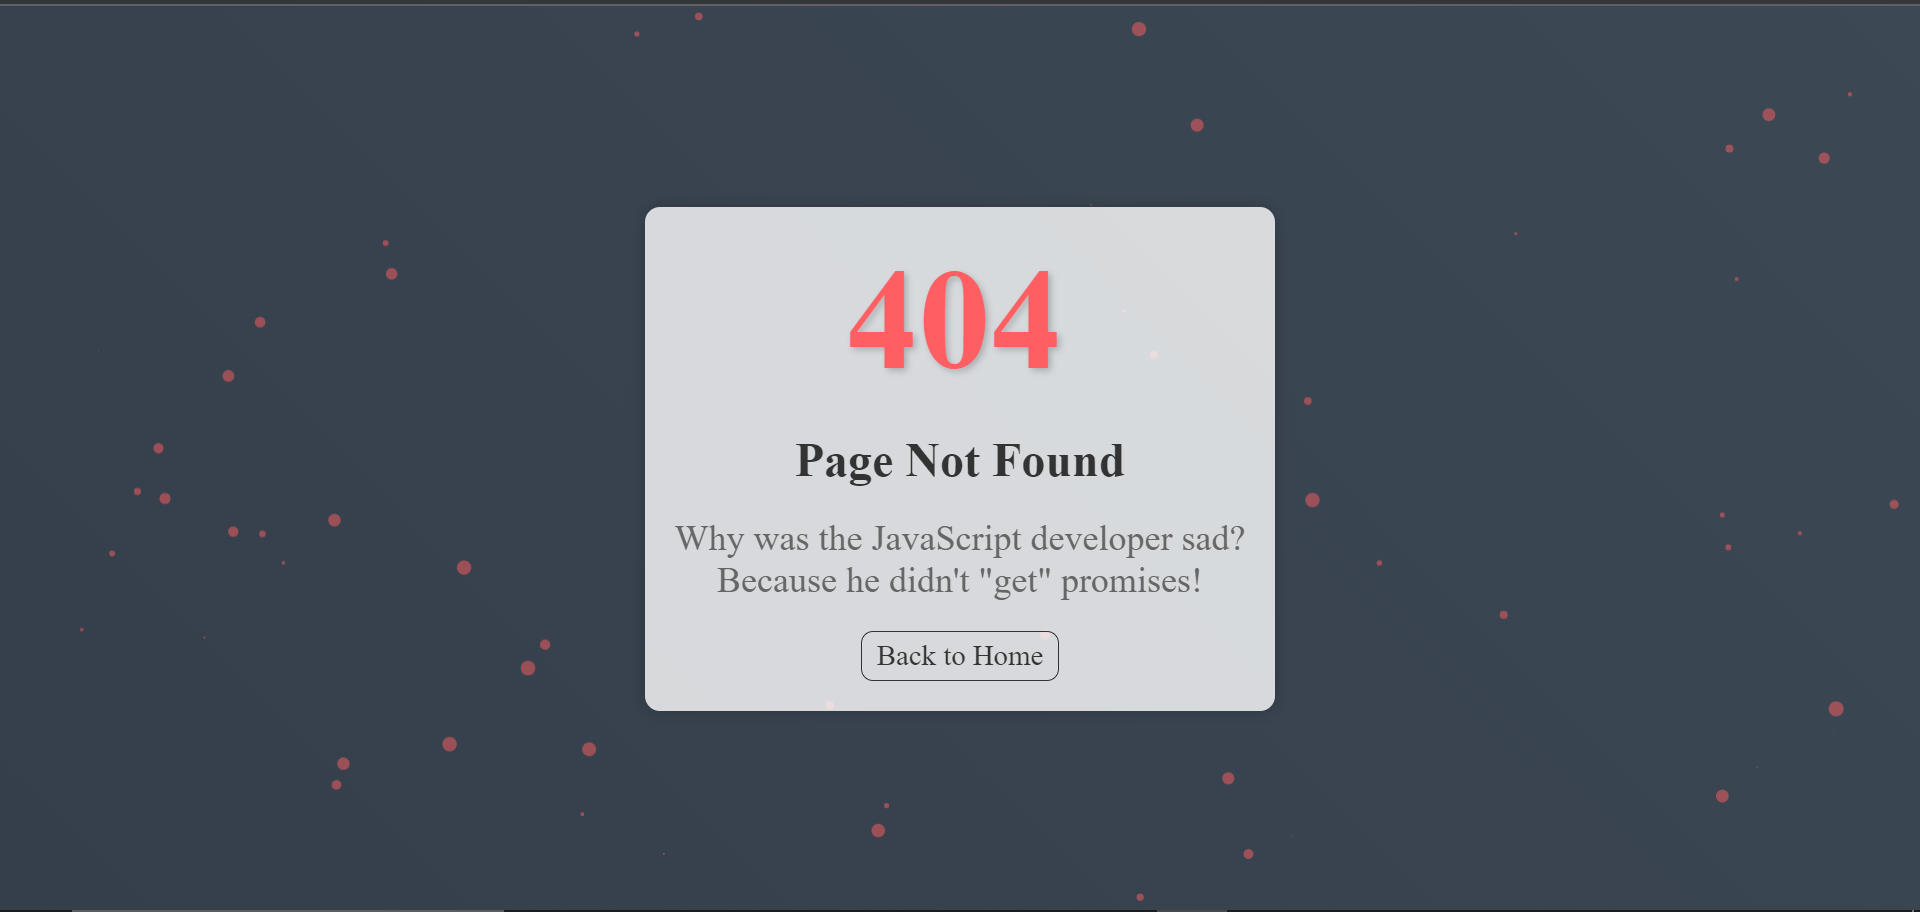 404
Page Not Found
Why was the JavaScript developer sad?
Because he didn't "get" promises!
Back to Home